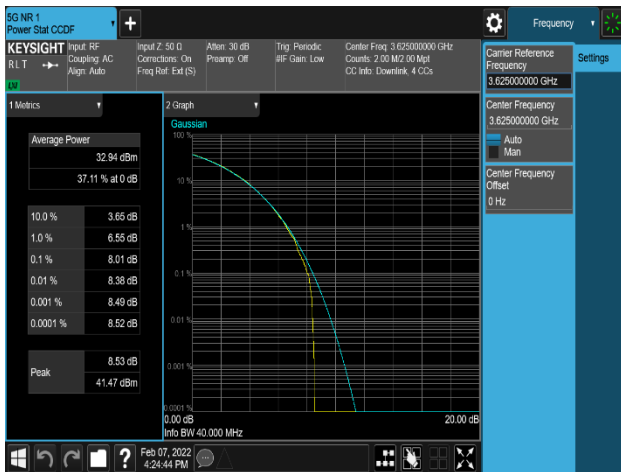 5G NR 1
Power Stat CCDF
+
Frequency
KEYSIGHT
RLT
LXI
Input: RF
Coupling: AC
Align: Auto
Input Z: 50 Ω
Corrections: On
Freq Ref: Ext (S)
Atten: 30 dB
Preamp: Off
Trig: Periodic
#IF Gain: Low
Center Freq: 3.625000000 GHz
Counts: 2.00 M/2.00 Mpt
CC Info: Downlink, 4 CCs
Carrier Reference
Frequency
3.625000000 GHz
Settings
Center Frequency
3.625000000 GHz
Auto
Man
Center Frequency
Offset
0 Hz
1 Metrics
Average Power
32.94 dBm
37.11 % at 0 dB
10.0 % 3.65 dB
1.0 % 6.55 dB
0.1 % 8.01 dB
0.01 % 8.38 dB
0.001 % 8.49 dB
0.0001 % 8.52 dB
Peak
8.53 dB
41.47 dBm
2 Graph
Gaussian
100 %
10 %
1 %
0.1 %
0.01 %
0.001 %
0.0001 %
0.00 dB
20.00 dB
Info BW 40.000 MHz
?
Feb 07, 2022
4:24:44 PM